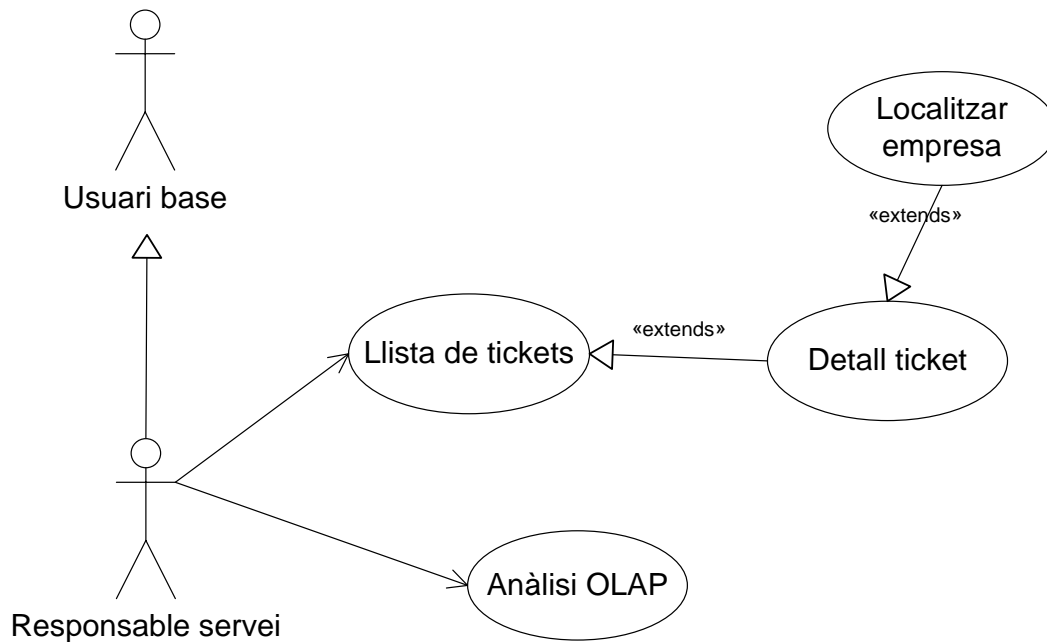 Localitzar
empresa
Usuari base
«extends»
«extends»
Llista de tickets
Detall ticket
Anàlisi OLAP
Responsable servei